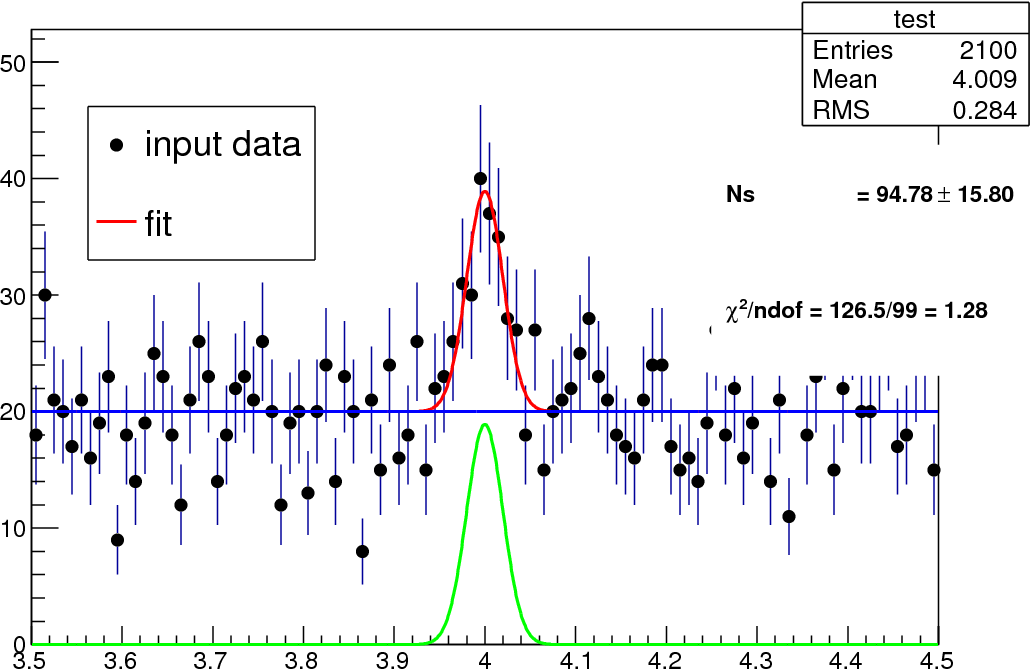 test
Entries 2100
Mean 4.009
RMS 0.284
input data
fit
Ns = 94.78 ± 15.80
χ²/ndof = 126.5/99 = 1.28
50
40
30
20
10
0
3.5 3.6 3.7 3.8 3.9 4 4.1 4.2 4.3 4.4 4.5